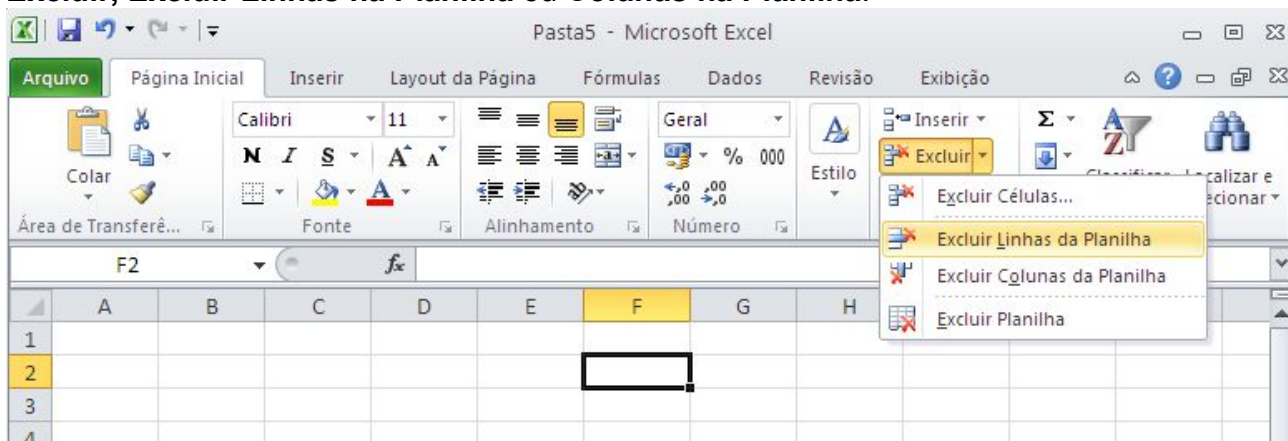 Excluir, Excluir Linhas na Planilha ou Colunas na Planilha.
Pasta5 - Microsoft Excel
Arquivo Página Inicial Inserir Layout da Página Fórmulas Dados Revisão Exibição
Calibri 11 Geral Inserir Σ
Colar N I S A A % 000 Estilo Excluir
A ,00 ,0 Localizar e
Área de Transferê... Fonte Alinhamento Número
Excluir Células...
Excluir Linhas da Planilha
Excluir Colunas da Planilha
Excluir Planilha
F2 fx
A B C D E F G H
1
2
3
4